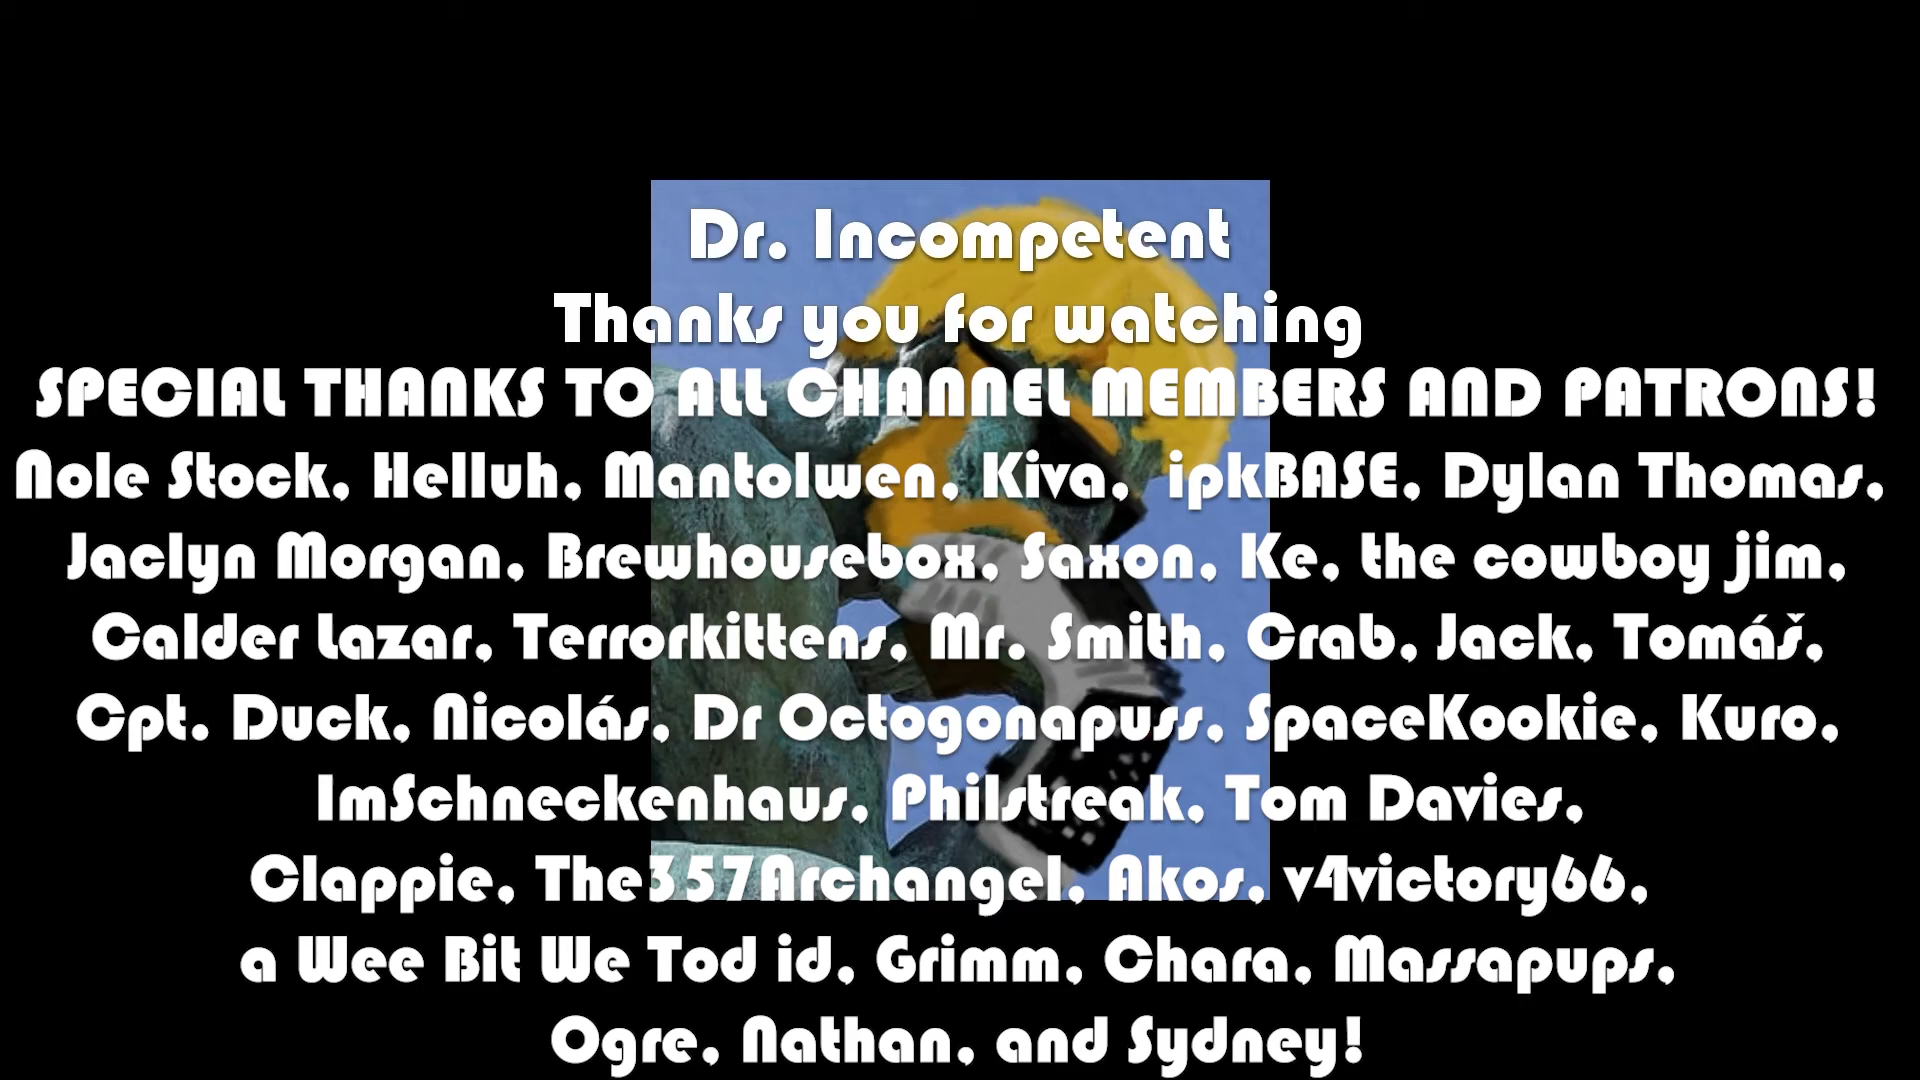 Dr. Incompetent
Thanks you for watching
SPECIAL THANKS TO ALL CHANNEL MEMBERS AND PATRONS!
Nole Stock, Helluh, Mantolwen, Kiva, ipkBASE, Dylan Thomas,
Jaclyn Morgan, Brewhousebox, Saxon, Ke, the cowboy jim,
Calder Lazar, Terrorkittens, Mr. Smith, Crab, Jack, Tomáš,
Cpt. Duck, Nicolás, Dr Octogonapuss, SpaceKookie, Kuro,
ImSchneckenhaus, Philstreak, Tom Davies,
Clappie, The357Archangel, Akos, v4victory66,
a Wee Bit We Tod id, Grimm, Chara, Massapups,
Ogre, Nathan, and Sydney!